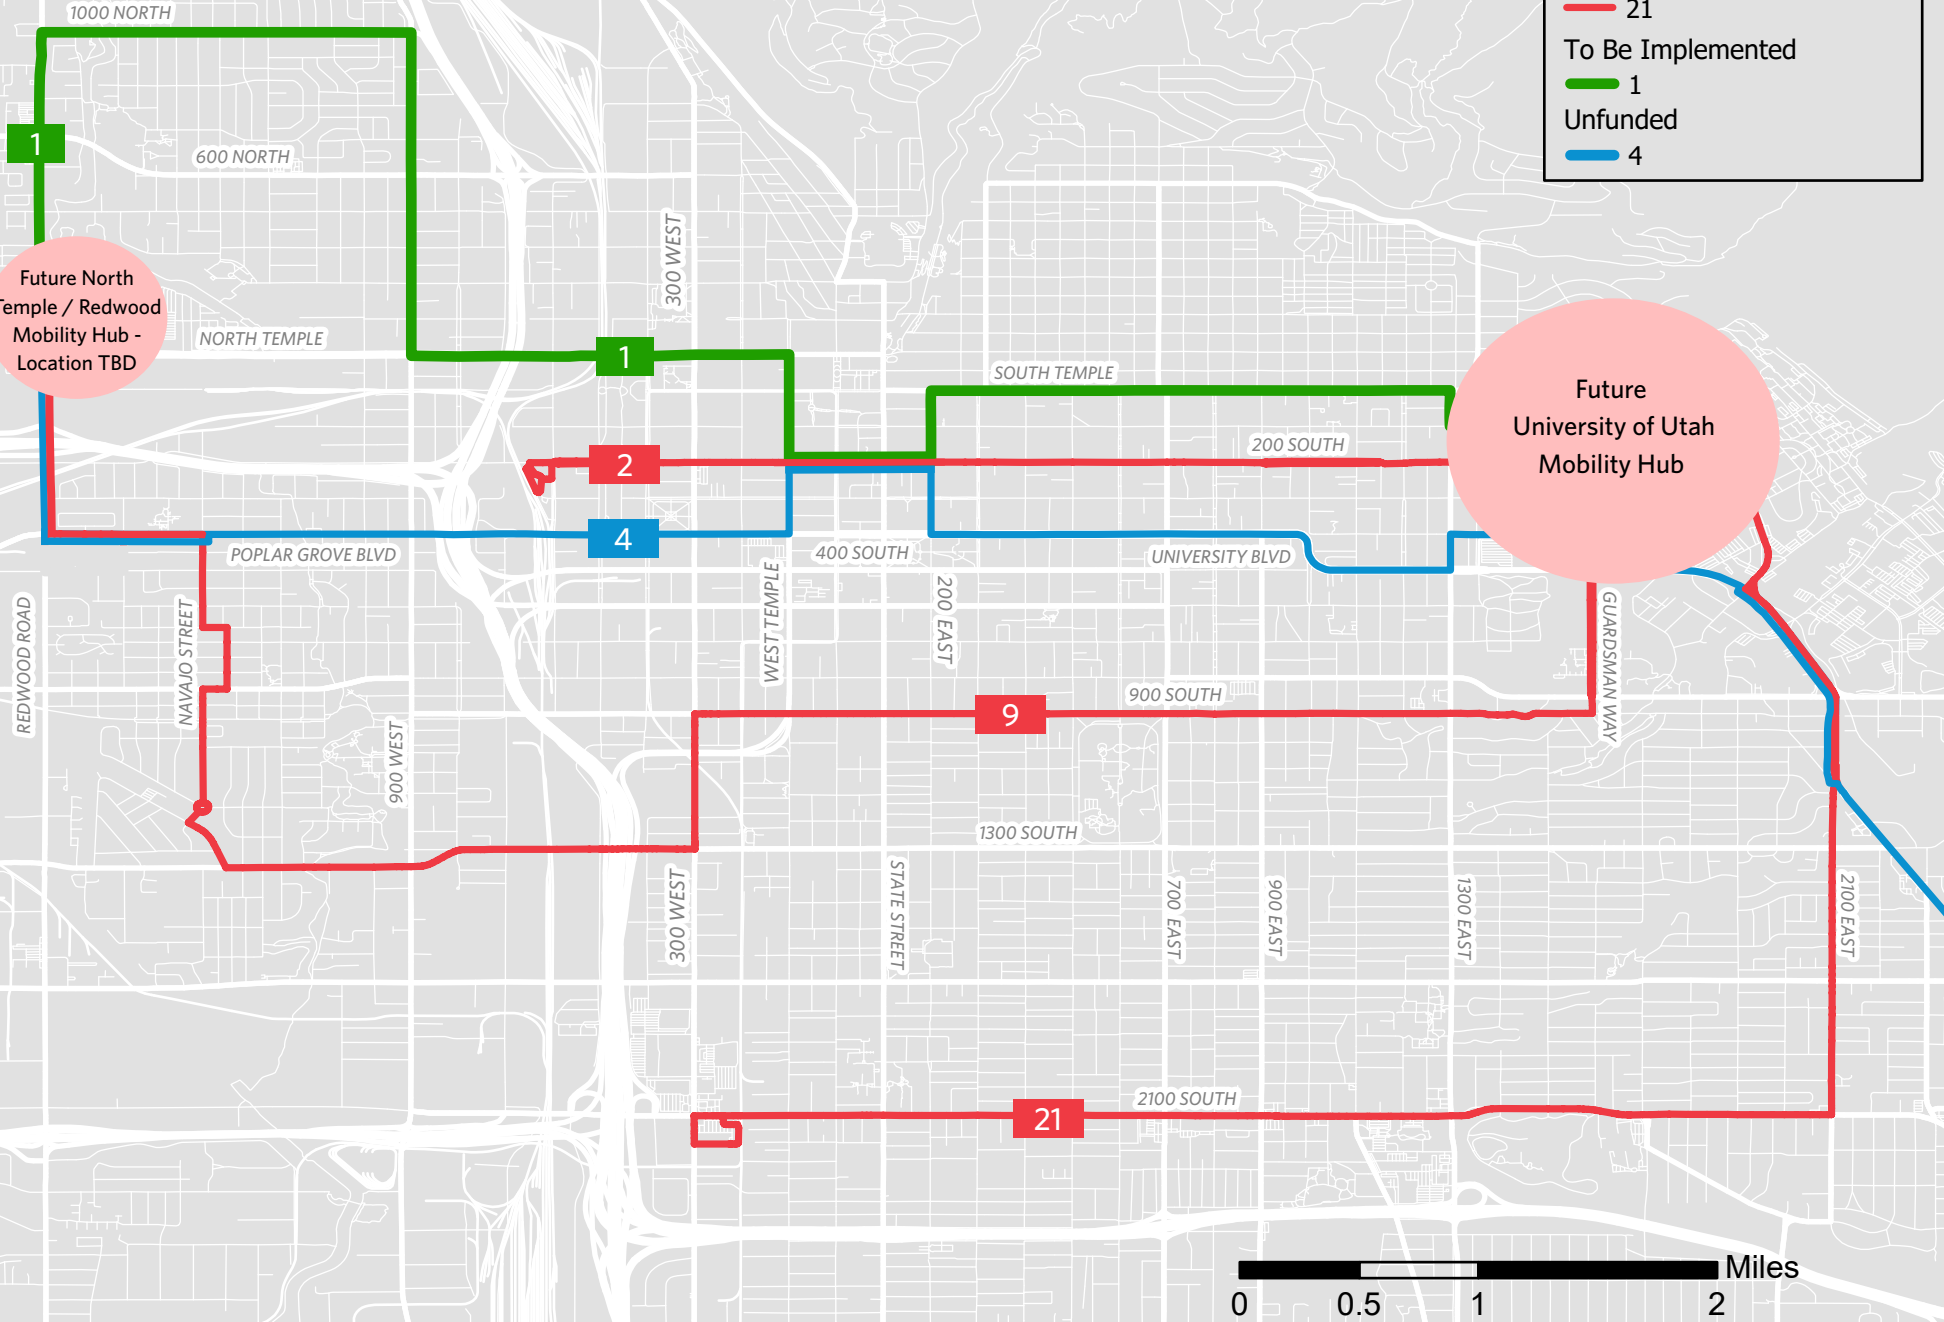 1000 NORTH
21
To Be Implemented
1
Unfunded
4
1
600 NORTH
300 WEST
Future North
Temple / Redwood
Mobility Hub -
Location TBD
NORTH TEMPLE
1
SOUTH TEMPLE
Future
University of Utah
Mobility Hub
200 SOUTH
2
4
POPLAR GROVE BLVD
400 SOUTH
UNIVERSITY BLVD
REDWOOD ROAD
NAVAJO STREET
WEST TEMPLE
200 EAST
GUARDSMAN WAY
900 SOUTH
9
900 WEST
1300 SOUTH
300 WEST
STATE STREET
700 EAST
900 EAST
1300 EAST
2100 EAST
2100 SOUTH
21
Miles
0 0.5 1 2